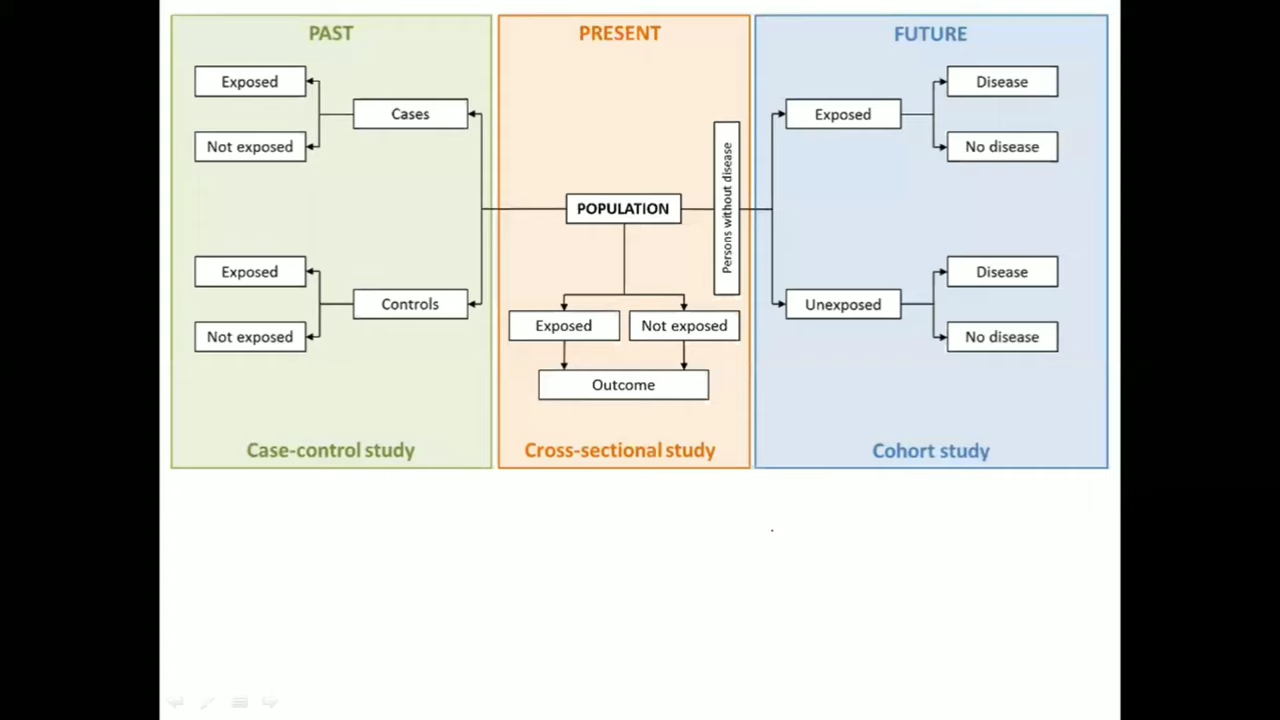 PAST
Exposed
Cases
Not exposed
Exposed
Controls
Not exposed
Case-control study
PRESENT
POPULATION
Persons without disease
Exposed
Not exposed
Outcome
Cross-sectional study
FUTURE
Disease
Exposed
No disease
Disease
Unexposed
No disease
Cohort study